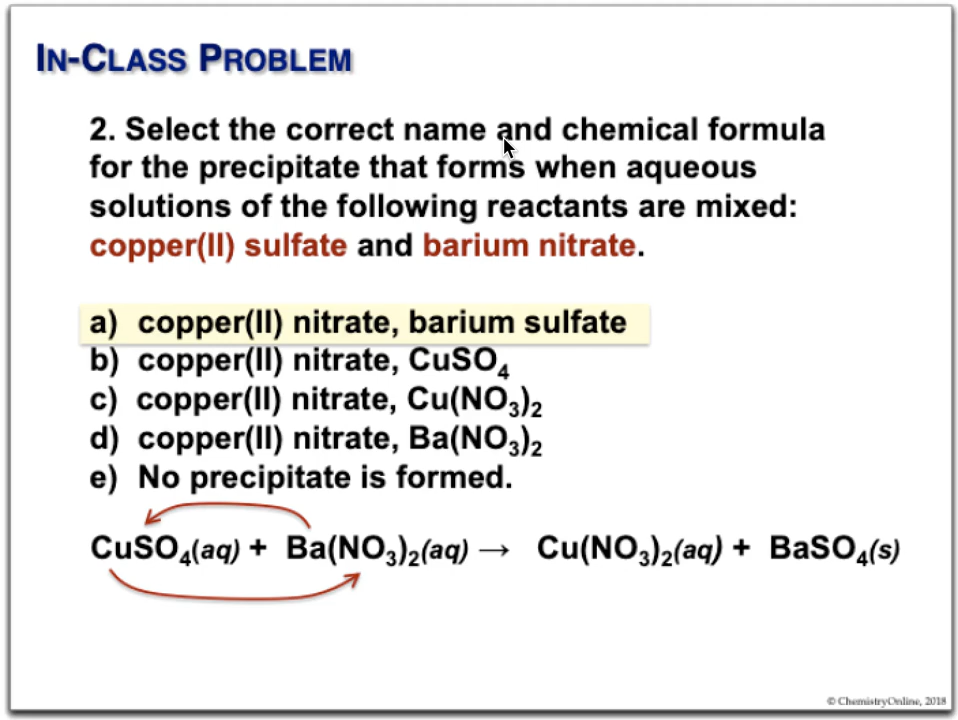 IN-CLASS PROBLEM
2. Select the correct name and chemical formula
for the precipitate that forms when aqueous
solutions of the following reactants are mixed:
copper(II) sulfate and barium nitrate.
a) copper(II) nitrate, barium sulfate
b) copper(II) nitrate, CuSO₄
c) copper(II) nitrate, Cu(NO₃)₂
d) copper(II) nitrate, Ba(NO₃)₂
e) No precipitate is formed.
CuSO₄(aq) + Ba(NO₃)₂(aq) → Cu(NO₃)₂(aq) + BaSO₄(s)
© ChemistryOnline, 2018